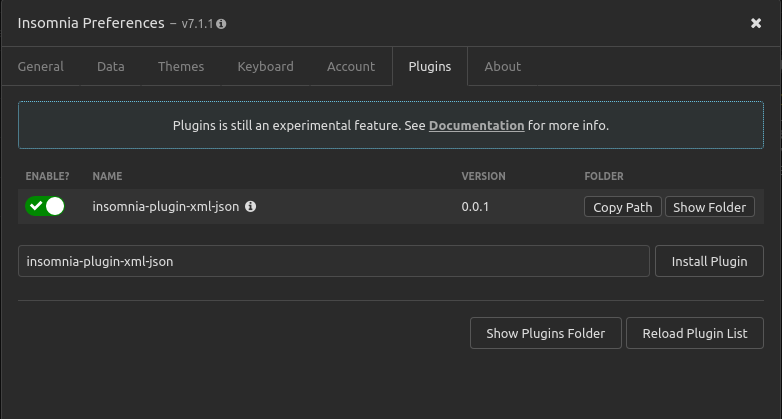 Insomnia Preferences – v7.1.1
General Data Themes Keyboard Account Plugins About
Plugins is still an experimental feature. See Documentation for more info.
ENABLE? NAME VERSION FOLDER
insomnia-plugin-xml-json 0.0.1 Copy Path Show Folder
insomnia-plugin-xml-json Install Plugin
Show Plugins Folder Reload Plugin List